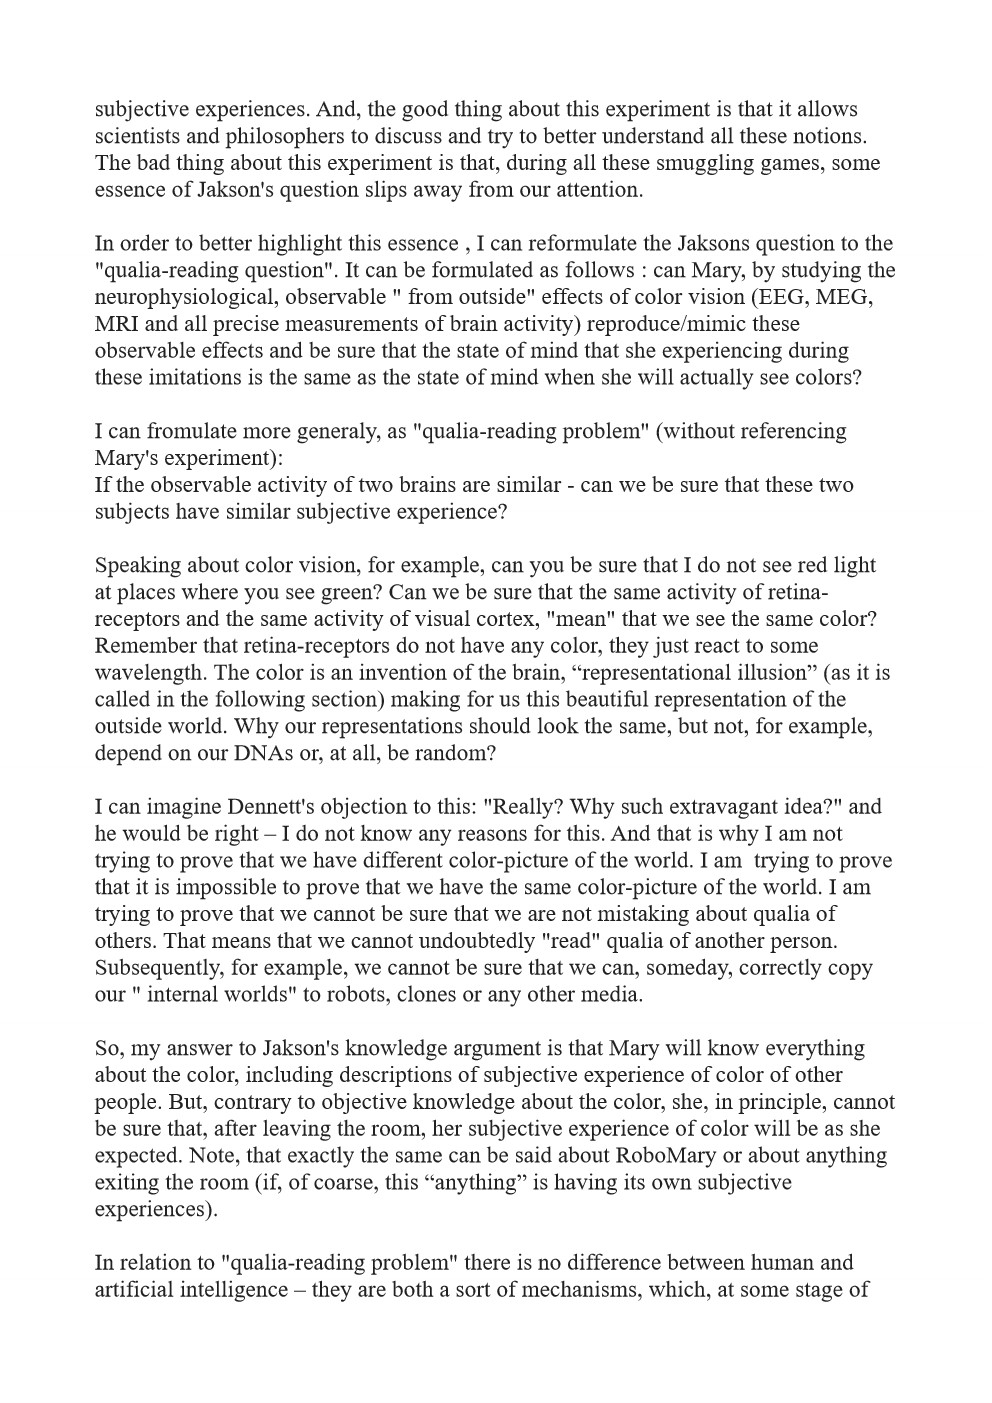 subjective experiences. And, the good thing about this experiment is that it allows
scientists and philosophers to discuss and try to better understand all these notions.
The bad thing about this experiment is that, during all these smuggling games, some
essence of Jakson's question slips away from our attention.
In order to better highlight this essence , I can reformulate the Jaksons question to the
"qualia-reading question". It can be formulated as follows : can Mary, by studying the
neurophysiological, observable " from outside" effects of color vision (EEG, MEG,
MRI and all precise measurements of brain activity) reproduce/mimic these
observable effects and be sure that the state of mind that she experiencing during
these imitations is the same as the state of mind when she will actually see colors?
I can fromulate more generaly, as "qualia-reading problem" (without referencing
Mary's experiment):
If the observable activity of two brains are similar - can we be sure that these two
subjects have similar subjective experience?
Speaking about color vision, for example, can you be sure that I do not see red light
at places where you see green? Can we be sure that the same activity of retina-
receptors and the same activity of visual cortex, "mean" that we see the same color?
Remember that retina-receptors do not have any color, they just react to some
wavelength. The color is an invention of the brain, “representational illusion” (as it is
called in the following section) making for us this beautiful representation of the
outside world. Why our representations should look the same, but not, for example,
depend on our DNAs or, at all, be random?
I can imagine Dennett's objection to this: "Really? Why such extravagant idea?" and
he would be right – I do not know any reasons for this. And that is why I am not
trying to prove that we have different color-picture of the world. I am  trying to prove
that it is impossible to prove that we have the same color-picture of the world. I am
trying to prove that we cannot be sure that we are not mistaking about qualia of
others. That means that we cannot undoubtedly "read" qualia of another person.
Subsequently, for example, we cannot be sure that we can, someday, correctly copy
our " internal worlds" to robots, clones or any other media.
So, my answer to Jakson's knowledge argument is that Mary will know everything
about the color, including descriptions of subjective experience of color of other
people. But, contrary to objective knowledge about the color, she, in principle, cannot
be sure that, after leaving the room, her subjective experience of color will be as she
expected. Note, that exactly the same can be said about RoboMary or about anything
exiting the room (if, of coarse, this “anything” is having its own subjective
experiences).
In relation to "qualia-reading problem" there is no difference between human and
artificial intelligence – they are both a sort of mechanisms, which, at some stage of